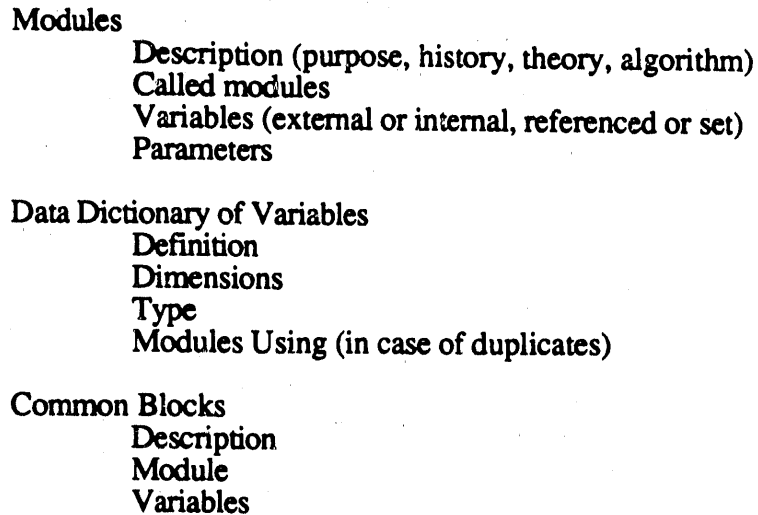 Modules
Description (purpose, history, theory, algorithm)
Called modules
Variables (external or internal, referenced or set)
Parameters
Data Dictionary of Variables
Definition
Dimensions
Type
Modules Using (in case of duplicates)
Common Blocks
Description
Module
Variables